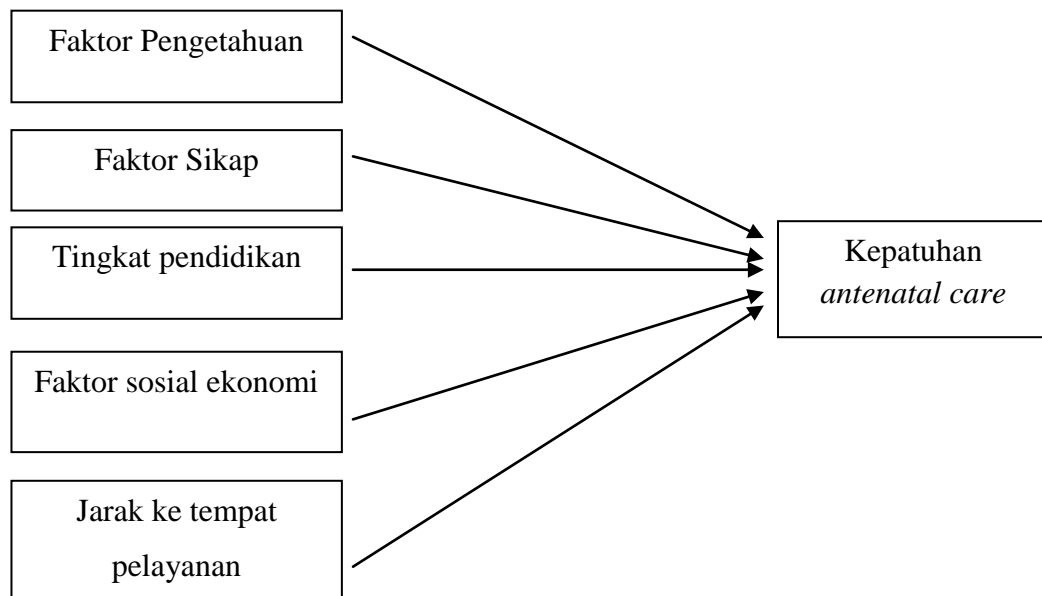 Faktor Pengetahuan
Faktor Sikap
Tingkat pendidikan
Faktor sosial ekonomi
Jarak ke tempat
pelayanan
Kepatuhan
antenatal care